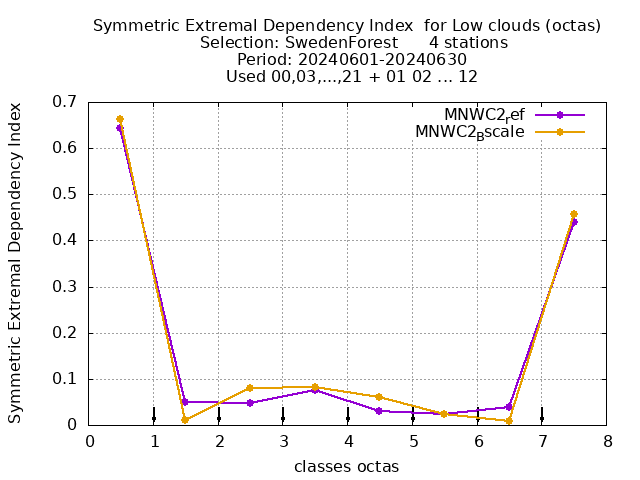 Symmetric Extremal Dependency Index  for Low clouds (octas)
Selection: SwedenForest      4 stations
Period: 20240601-20240630
Used 00,03,...,21 + 01 02 ... 12
MNWC2ref
MNWC2Bscale
Symmetric Extremal Dependency Index
0.7
0.6
0.5
0.4
0.3
0.2
0.1
0
0 1 2 3 4 5 6 7 8
classes octas